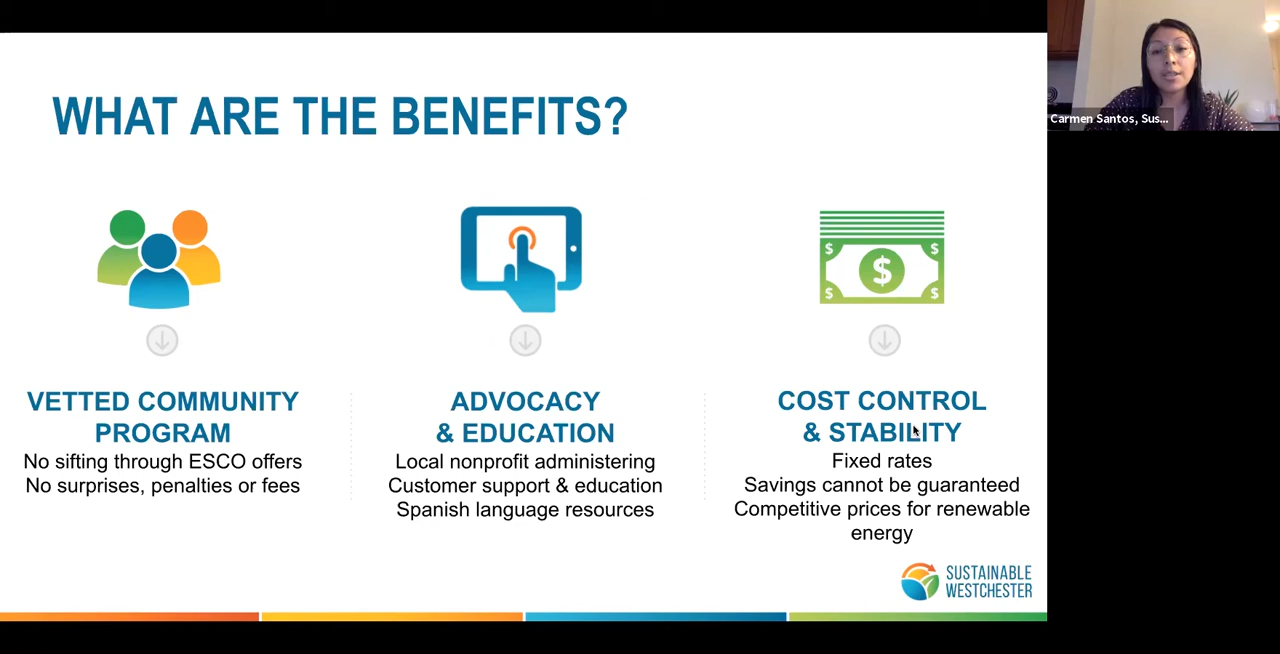 WHAT ARE THE BENEFITS?
Carmen Santos, Sus...
$ $
$
$ $
VETTED COMMUNITY
PROGRAM
No sifting through ESCO offers
No surprises, penalties or fees
ADVOCACY
& EDUCATION
Local nonprofit administering
Customer support & education
Spanish language resources
COST CONTROL
& STABILITY
Fixed rates
Savings cannot be guaranteed
Competitive prices for renewable
energy
SUSTAINABLE
WESTCHESTER